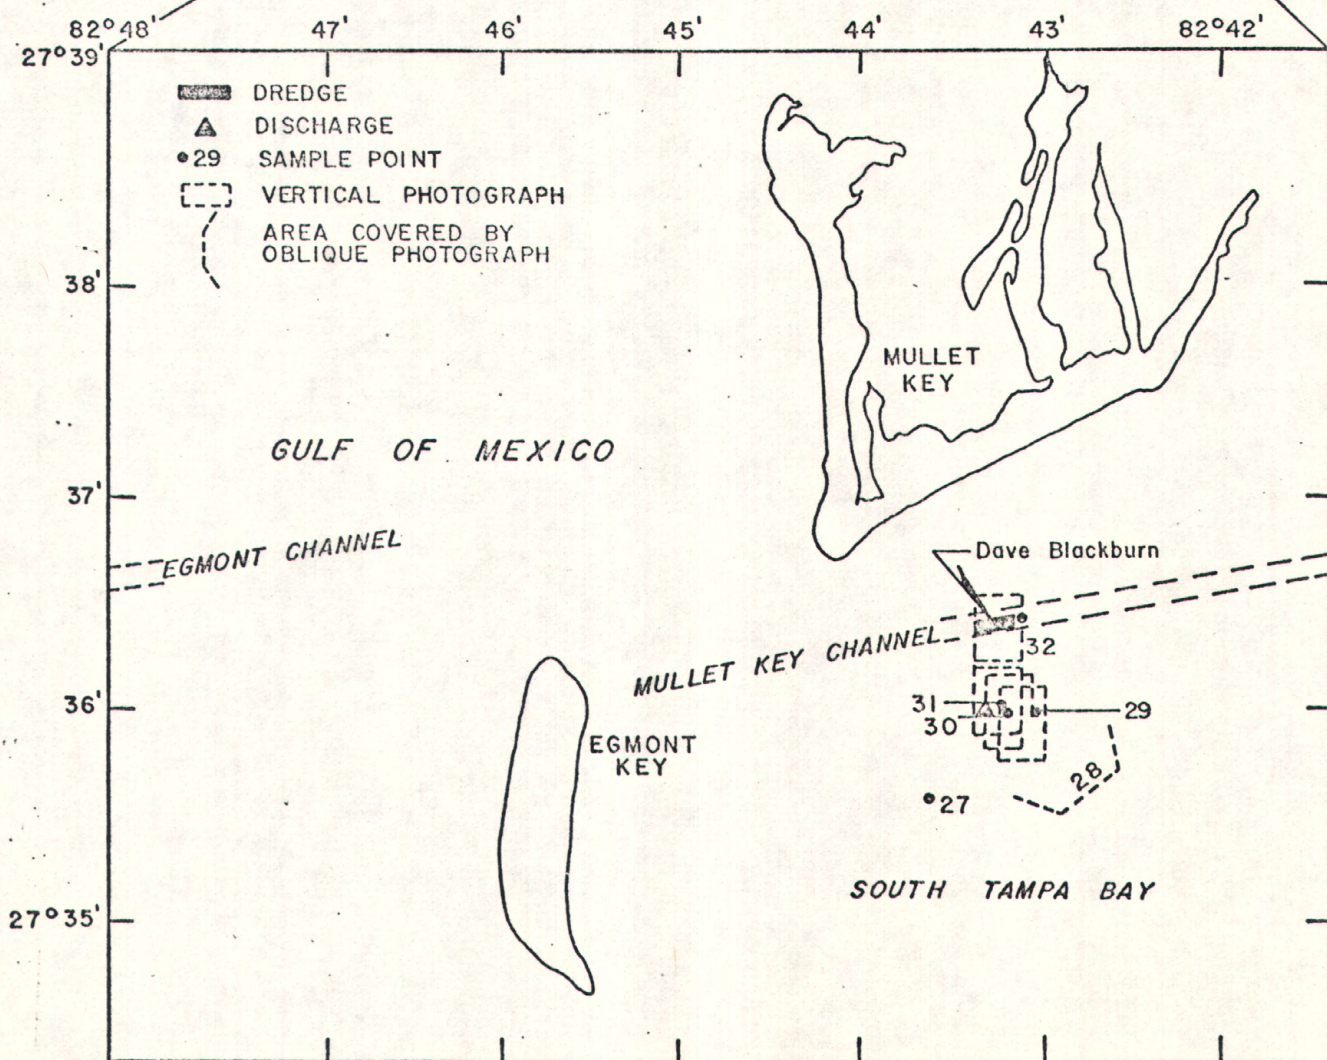 82°48' 47' 46' 45' 44' 43' 82°42'
27°39'
DREDGE
DISCHARGE
29 SAMPLE POINT
VERTICAL PHOTOGRAPH
AREA COVERED BY
OBLIQUE PHOTOGRAPH
38'
MULLET
KEY
GULF OF MEXICO
37'
EGMONT CHANNEL
Dave Blackburn
MULLET KEY CHANNEL
32
36'
31
30
29
EGMONT
KEY
28
27
SOUTH TAMPA BAY
27°35'